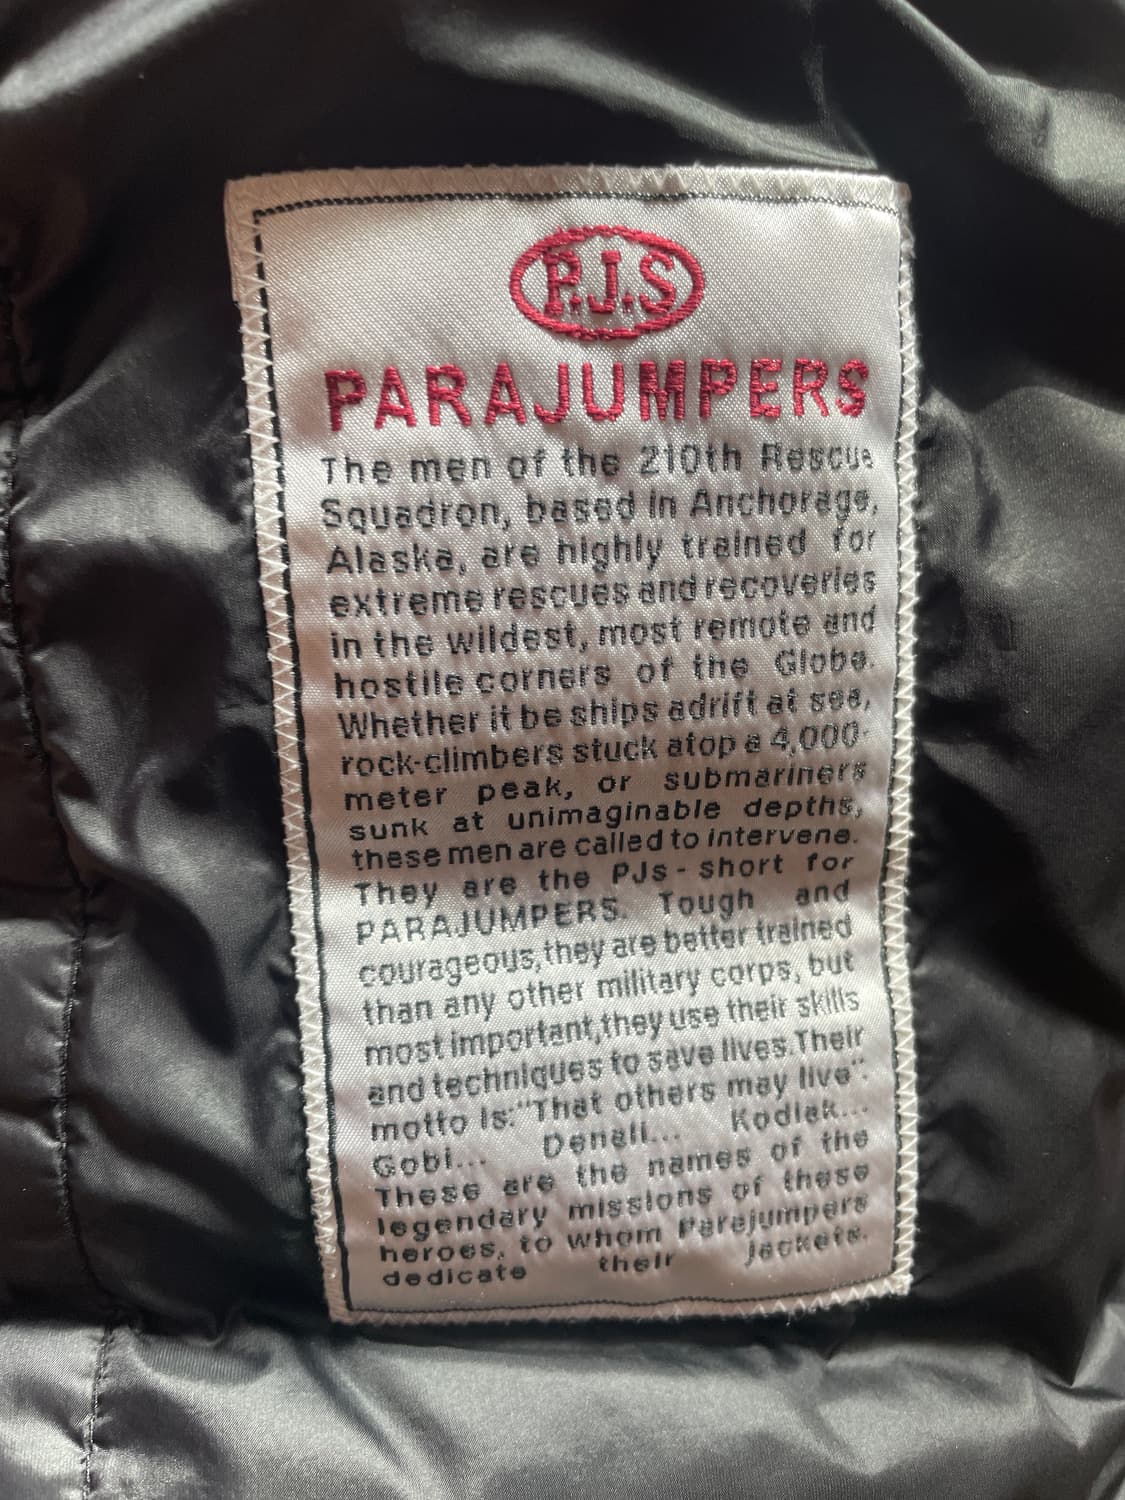 P.J.S
PARAJUMPERS
The men of the 210th Rescue
Squadron, based in Anchorage,
Alaska, are highly trained for
extreme rescues and recoveries
in the wildest, most remote and
hostile corners of the Globe.
Whether it be ships adrift at sea,
rock-climbers stuck atop a 4,000-
meter peak, or submariners
sunk at unimaginable depths,
these men are called to intervene.
They are the PJs - short for
PARAJUMPERS. Tough and
courageous,they are better trained
than any other military corps, but
most important,they use their skills
and techniques to save lives.Their
motto is:"That others may live".
Gobi... Denali... Kodiak...
These are the names of the
legendary missions of these
heroes, to whom Parajumpers
dedicate their jackets.